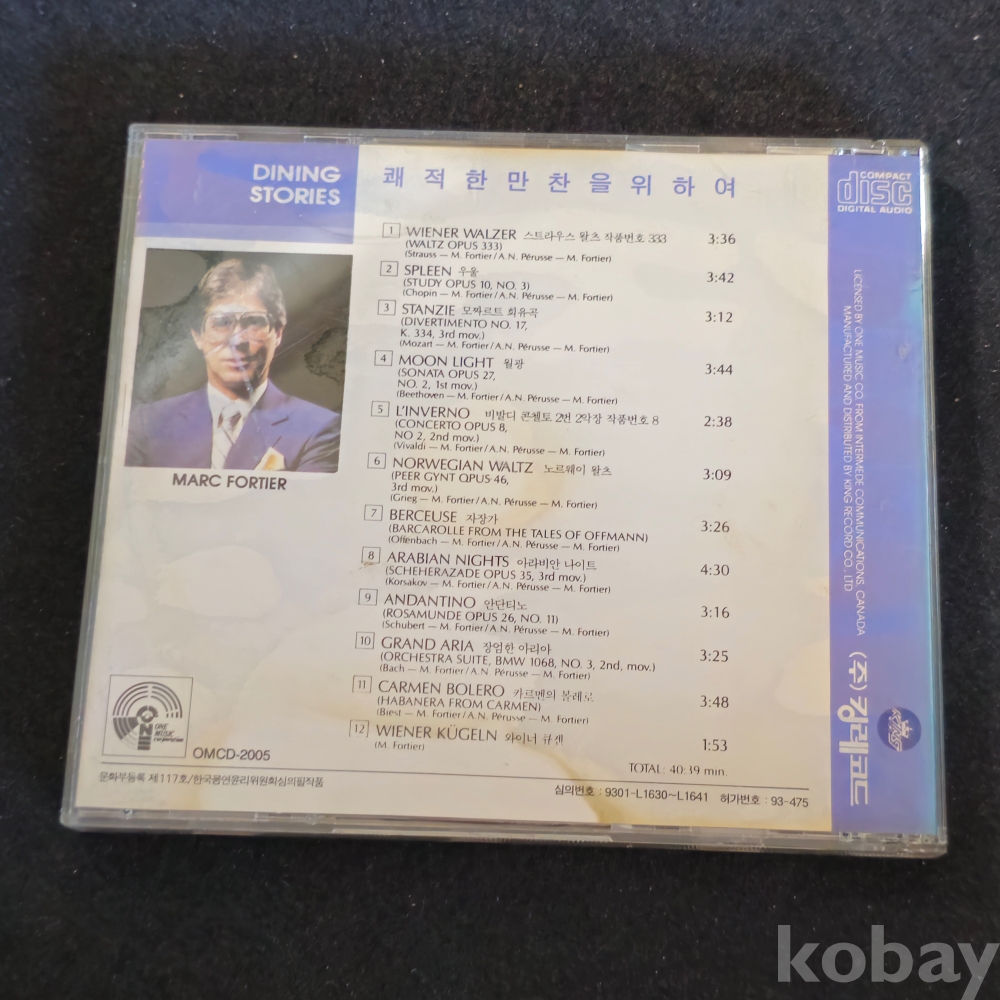 DINING
STORIES
쾌적한만찬을위하여
COMPACT
disc
DIGITAL AUDIO
1 WIENER WALZER 스트라우스 왈츠 작품번호 333 3:36
(WALTZ OPUS 333)
(Strauss — M. Fortier/A.N. Pérusse — M. Fortier)
2 SPLEEN 우울 3:42
(STUDY OPUS 10, NO. 3)
(Chopin — M. Fortier/A.N. Pérusse — M. Fortier)
3 STANZIE 모짜르트 희유곡 3:12
(DIVERTIMENTO NO. 17,
K. 334, 3rd mov.)
(Mozart — M. Fortier/A.N. Pérusse — M. Fortier)
4 MOON LIGHT 월광 3:44
(SONATA OPUS 27,
NO. 2, 1st mov.)
(Beethoven — M. Fortier/A.N. Pérusse — M. Fortier)
5 L'INVERNO 비발디 콘첼토 2번 2악장 작품번호 8 2:38
(CONCERTO OPUS 8,
NO 2, 2nd mov.)
(Vivaldi — M. Fortier/A.N. Pérusse — M. Fortier)
6 NORWEGIAN WALTZ 노르웨이 왈츠 3:09
(PEER GYNT OPUS 46,
3rd mov.)
(Grieg — M. Fortier/A.N. Pérusse — M. Fortier)
7 BERCEUSE 자장가 3:26
(BARCAROLLE FROM THE TALES OF OFFMANN)
(Offenbach — M. Fortier/A.N. Pérusse — M. Fortier)
8 ARABIAN NIGHTS 아라비안 나이트 4:30
(SCHEHERAZADE OPUS 35, 3rd mov.)
(Korsakov — M. Fortier/A.N. Pérusse — M. Fortier)
9 ANDANTINO 안단티노 3:16
(ROSAMUNDE OPUS 26, NO. 11)
(Schubert — M. Fortier/A.N. Pérusse — M. Fortier)
10 GRAND ARIA 장엄한 아리아 3:25
(ORCHESTRA SUITE, BMW 1068, NO. 3, 2nd, mov.)
(Bach — M. Fortier/A.N. Pérusse — M. Fortier)
11 CARMEN BOLERO 카르멘의 볼레로 3:48
(HABANERA FROM CARMEN)
(Biest — M. Fortier/A.N. Pérusse — M. Fortier)
12 WIENER KÜGELN 와이너 큐겔 1:53
(M. Fortier)
TOTAL: 40:39 min.
MARC FORTIER
ONE
MUSIC
corporation
OMCD-2005
문화부등록 제117호/한국공연윤리위원회심의필작품
심의번호 : 9301-L1630~L1641 허가번호 : 93-475
LICENSED BY ONE MUSIC CO. FROM INTERMEDE COMMUNICATIONS. CANADA
MANUFACTURED AND DISTRIBUTED BY KING RECORD CO., LTD
(주)킹레코드
kobay